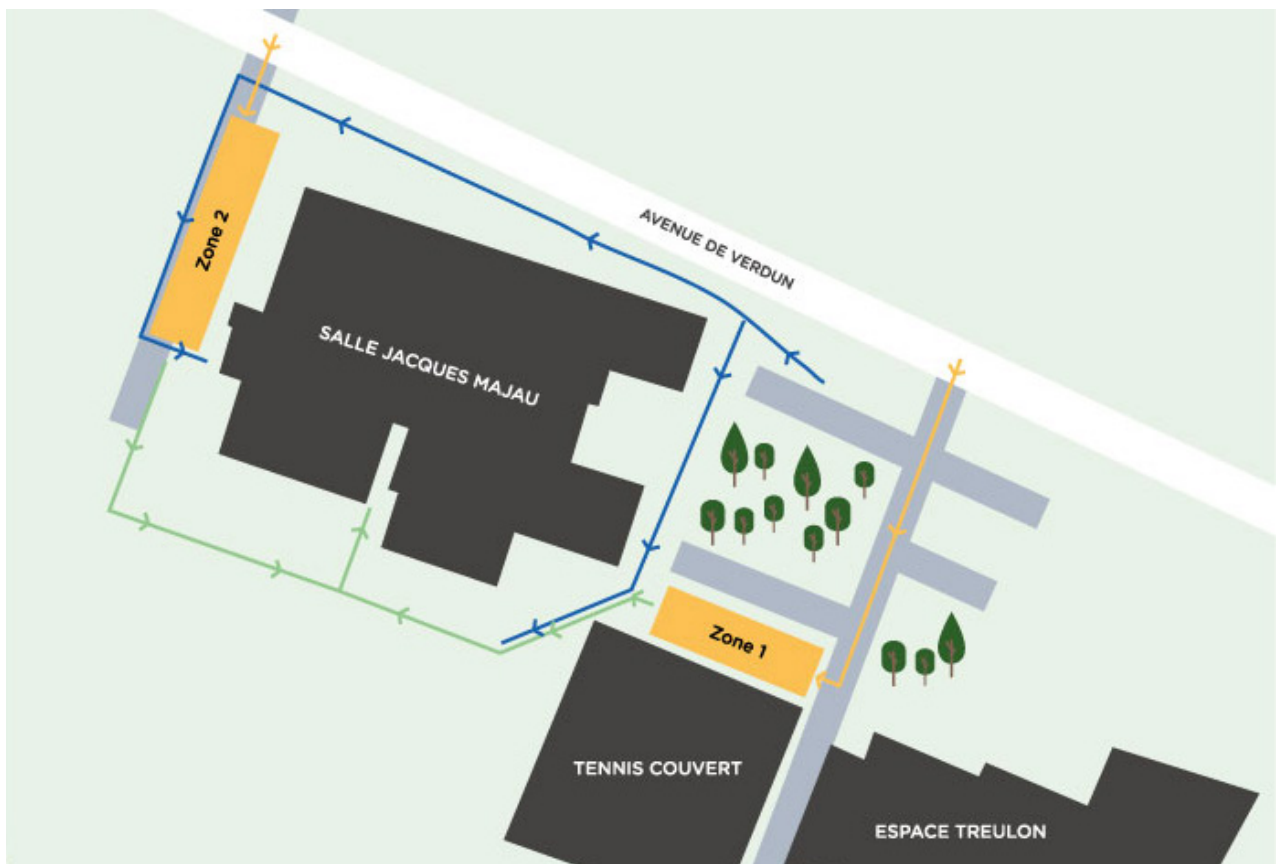 AVENUE DE VERDUN
Zone 2
SALLE JACQUES MAJAU
Zone 1
TENNIS COUVERT
ESPACE TREULON